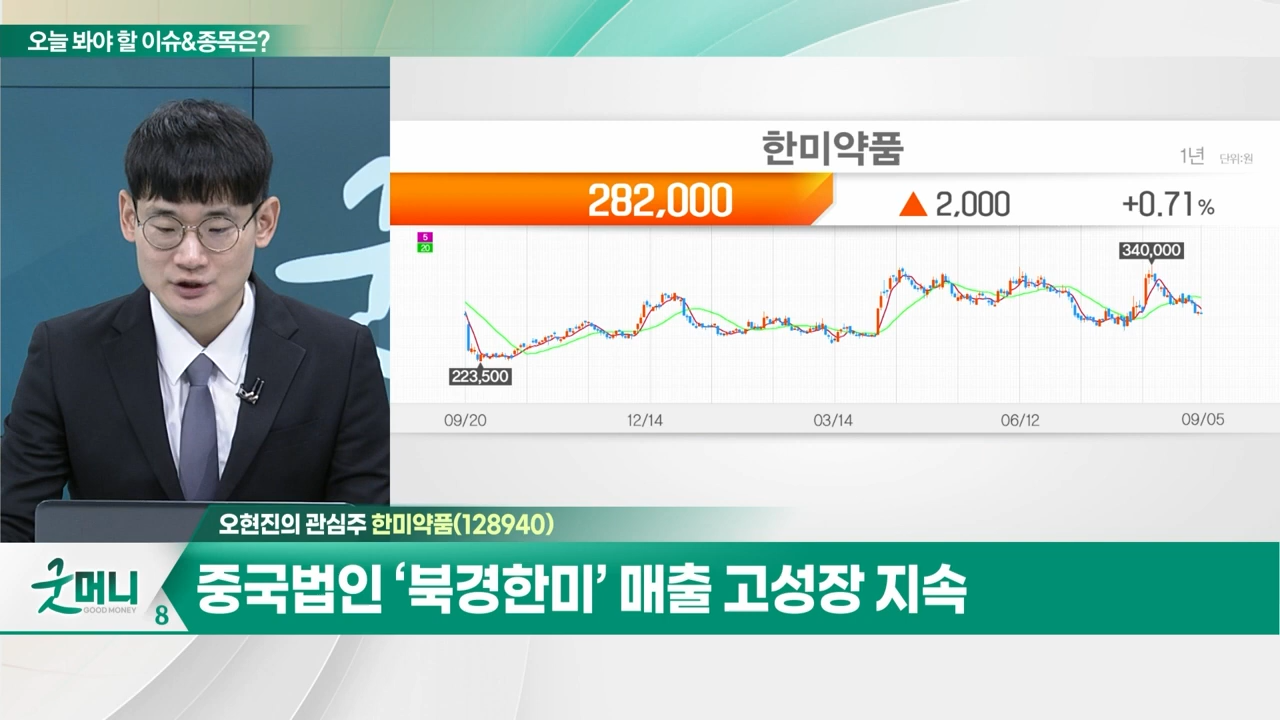 오늘 봐야 할 이슈&종목은?
한미약품
1년 단위:원
282,000 ▲ 2,000 +0.71%
5
20
340,000
223,500
09/20 12/14 03/14 06/12 09/05
오현진의 관심주 한미약품(128940)
굿머니
GOOD MONEY
8
중국법인 ‘북경한미’ 매출 고성장 지속